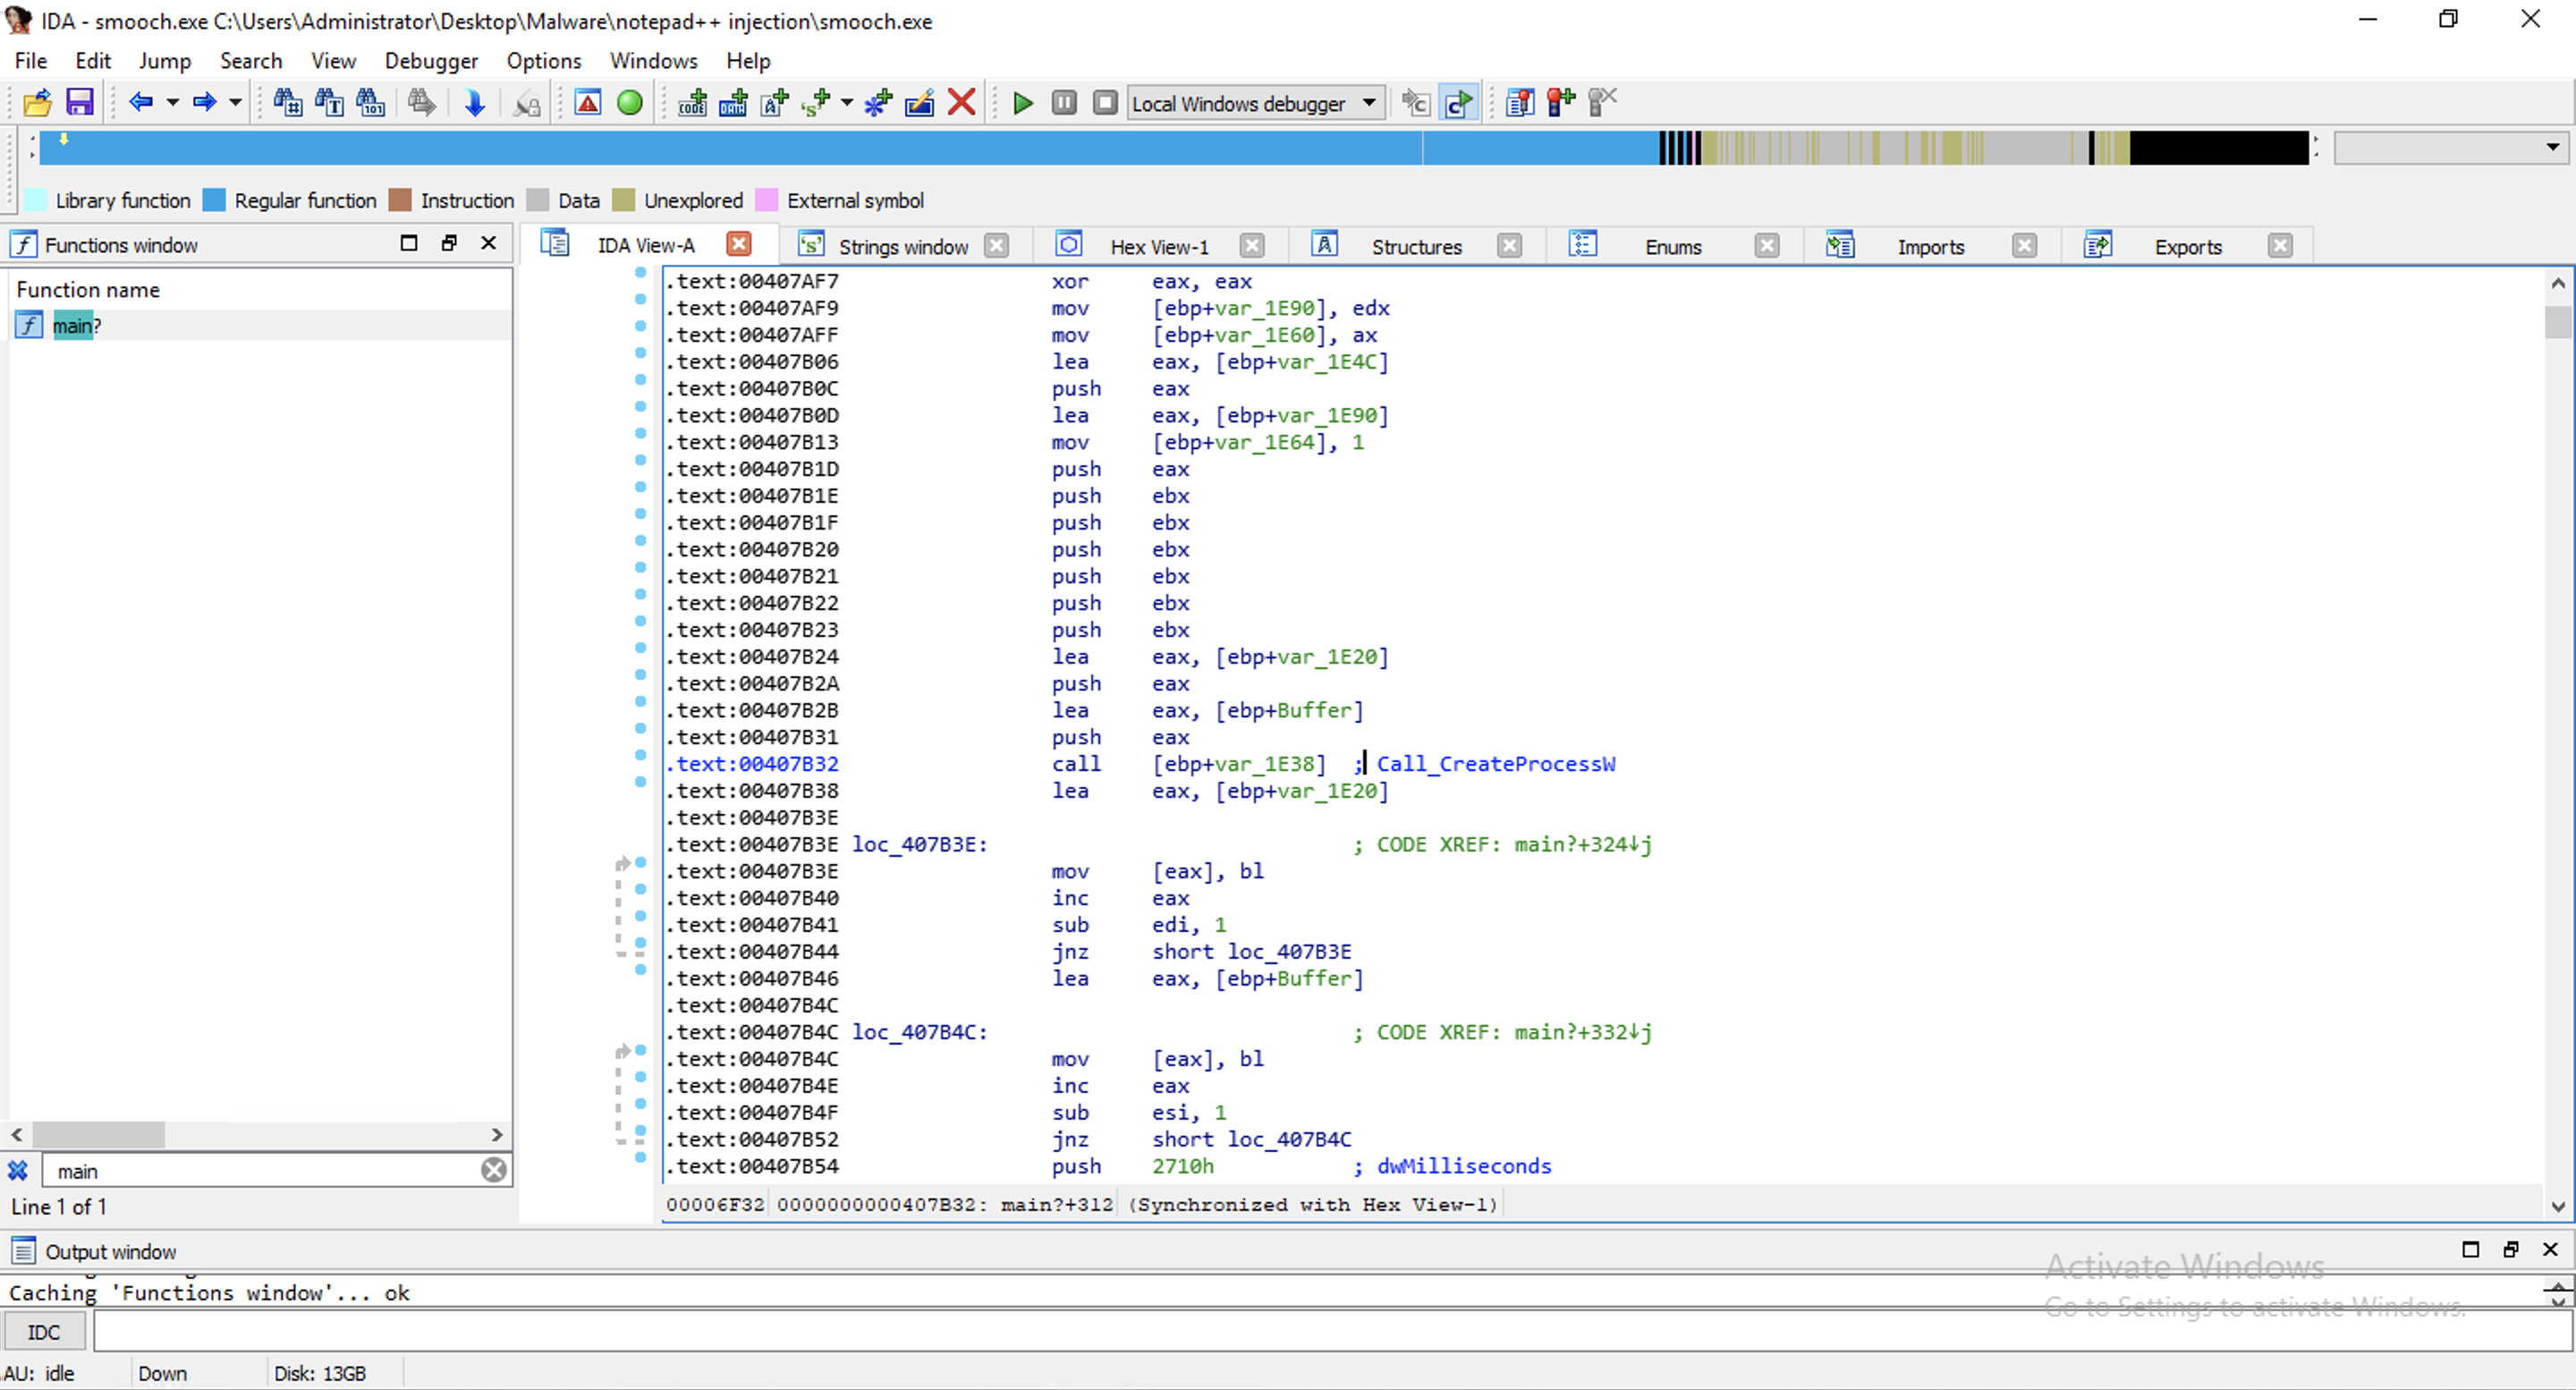 IDA - smooch.exe C:\Users\Administrator\Desktop\Malware\notepad++ injection\smooch.exe
File Edit Jump Search View Debugger Options Windows Help
Local Windows debugger
Library function Regular function Instruction Data Unexplored External symbol
Functions window
IDA View-A Strings window Hex View-1 Structures Enums Imports Exports
Function name
main?
.text:00407AF7 xor eax, eax
.text:00407AF9 mov [ebp+var_1E90], edx
.text:00407AFF mov [ebp+var_1E60], ax
.text:00407B06 lea eax, [ebp+var_1E4C]
.text:00407B0C push eax
.text:00407B0D lea eax, [ebp+var_1E90]
.text:00407B13 mov [ebp+var_1E64], 1
.text:00407B1D push eax
.text:00407B1E push ebx
.text:00407B1F push ebx
.text:00407B20 push ebx
.text:00407B21 push ebx
.text:00407B22 push ebx
.text:00407B23 push ebx
.text:00407B24 lea eax, [ebp+var_1E20]
.text:00407B2A push eax
.text:00407B2B lea eax, [ebp+Buffer]
.text:00407B31 push eax
.text:00407B32 call [ebp+var_1E38] ; Call_CreateProcessW
.text:00407B38 lea eax, [ebp+var_1E20]
.text:00407B3E
.text:00407B3E loc_407B3E: ; CODE XREF: main?+324↓j
.text:00407B3E mov [eax], bl
.text:00407B40 inc eax
.text:00407B41 sub edi, 1
.text:00407B44 jnz short loc_407B3E
.text:00407B46 lea eax, [ebp+Buffer]
.text:00407B4C
.text:00407B4C loc_407B4C: ; CODE XREF: main?+332↓j
.text:00407B4C mov [eax], bl
.text:00407B4E inc eax
.text:00407B4F sub esi, 1
.text:00407B52 jnz short loc_407B4C
.text:00407B54 push 2710h ; dwMilliseconds
main
Line 1 of 1
00006F32 0000000000407B32: main?+312 (Synchronized with Hex View-1)
Output window
Caching 'Functions window'... ok
IDC
AU: idle Down Disk: 13GB
Activate Windows
Go to Settings to activate Windows.